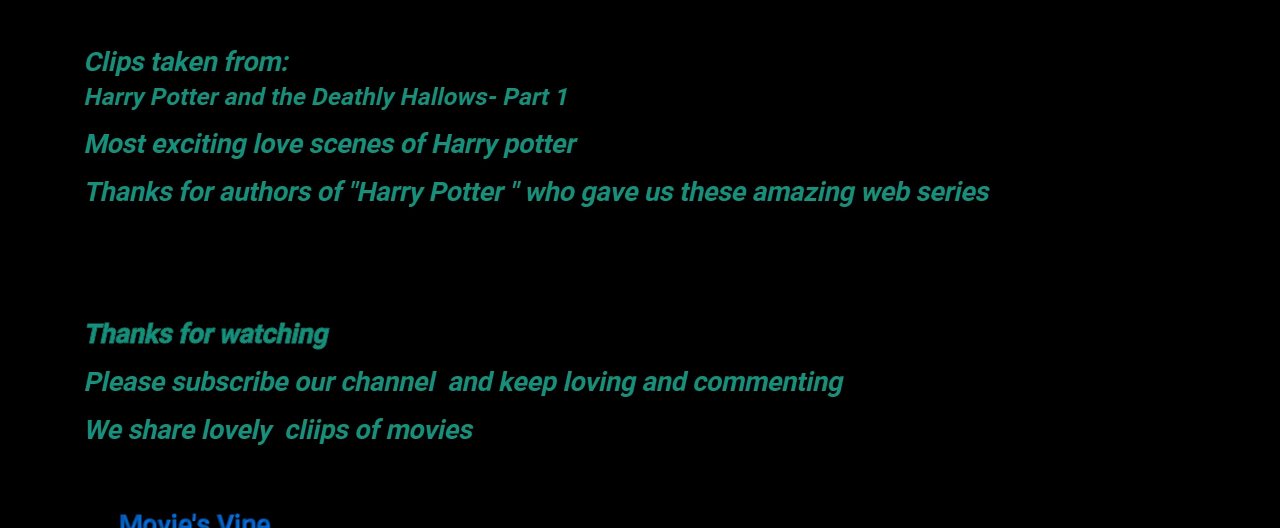 Clips taken from:
Harry Potter and the Deathly Hallows- Part 1
Most exciting love scenes of Harry potter
Thanks for authors of "Harry Potter " who gave us these amazing web series
Thanks for watching
Please subscribe our channel  and keep loving and commenting
We share lovely  cliips of movies
Movie's Vine